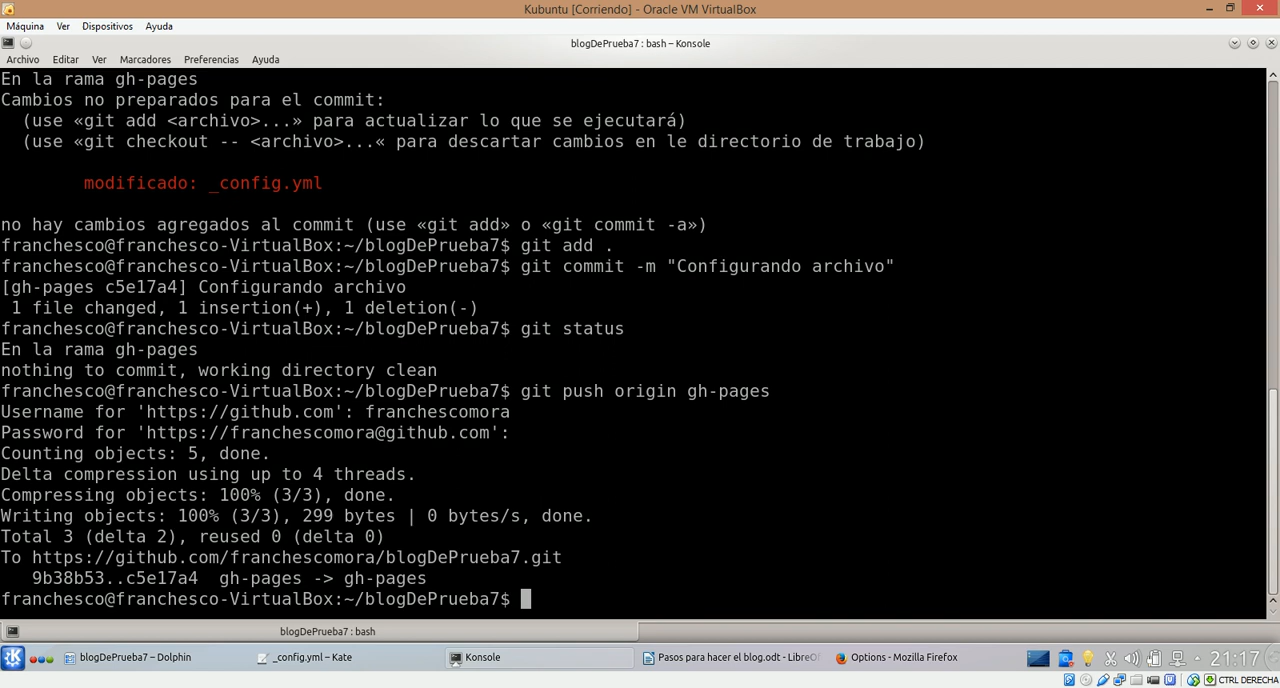 Kubuntu [Corriendo] - Oracle VM VirtualBox
Máquina Ver Dispositivos Ayuda
blogDePrueba7 : bash – Konsole
Archivo Editar Ver Marcadores Preferencias Ayuda
En la rama gh-pages
Cambios no preparados para el commit:
  (use «git add <archivo>...» para actualizar lo que se ejecutará)
  (use «git checkout -- <archivo>...« para descartar cambios en le directorio de trabajo)
        modificado: _config.yml
no hay cambios agregados al commit (use «git add» o «git commit -a»)
franchesco@franchesco-VirtualBox:~/blogDePrueba7$ git add .
franchesco@franchesco-VirtualBox:~/blogDePrueba7$ git commit -m "Configurando archivo"
[gh-pages c5e17a4] Configurando archivo
 1 file changed, 1 insertion(+), 1 deletion(-)
franchesco@franchesco-VirtualBox:~/blogDePrueba7$ git status
En la rama gh-pages
nothing to commit, working directory clean
franchesco@franchesco-VirtualBox:~/blogDePrueba7$ git push origin gh-pages
Username for 'https://github.com': franchescomora
Password for 'https://franchescomora@github.com':
Counting objects: 5, done.
Delta compression using up to 4 threads.
Compressing objects: 100% (3/3), done.
Writing objects: 100% (3/3), 299 bytes | 0 bytes/s, done.
Total 3 (delta 2), reused 0 (delta 0)
To https://github.com/franchescomora/blogDePrueba7.git
   9b38b53..c5e17a4  gh-pages -> gh-pages
franchesco@franchesco-VirtualBox:~/blogDePrueba7$
blogDePrueba7 : bash
blogDePrueba7 – Dolphin _config.yml – Kate Konsole Pasos para hacer el blog.odt - LibreOf Options - Mozilla Firefox 21:17
CTRL DERECHA